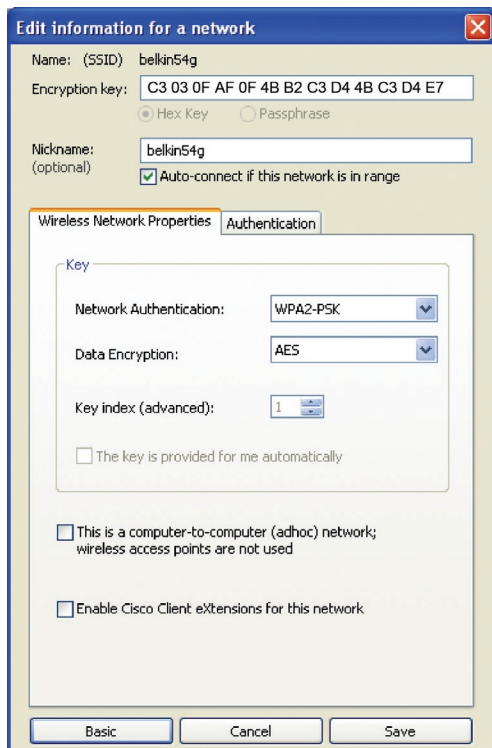 Edit information for a network
Name: (SSID) belkin54g
Encryption key: C3 03 0F AF 0F 4B B2 C3 D4 4B C3 D4 E7
Hex Key Passphrase
Nickname: belkin54g
(optional)
Auto-connect if this network is in range
Wireless Network Properties Authentication
Key
Network Authentication: WPA2-PSK
Data Encryption: AES
Key index (advanced): 1
The key is provided for me automatically
This is a computer-to-computer (adhoc) network;
wireless access points are not used
Enable Cisco Client eXtensions for this network
Basic Cancel Save